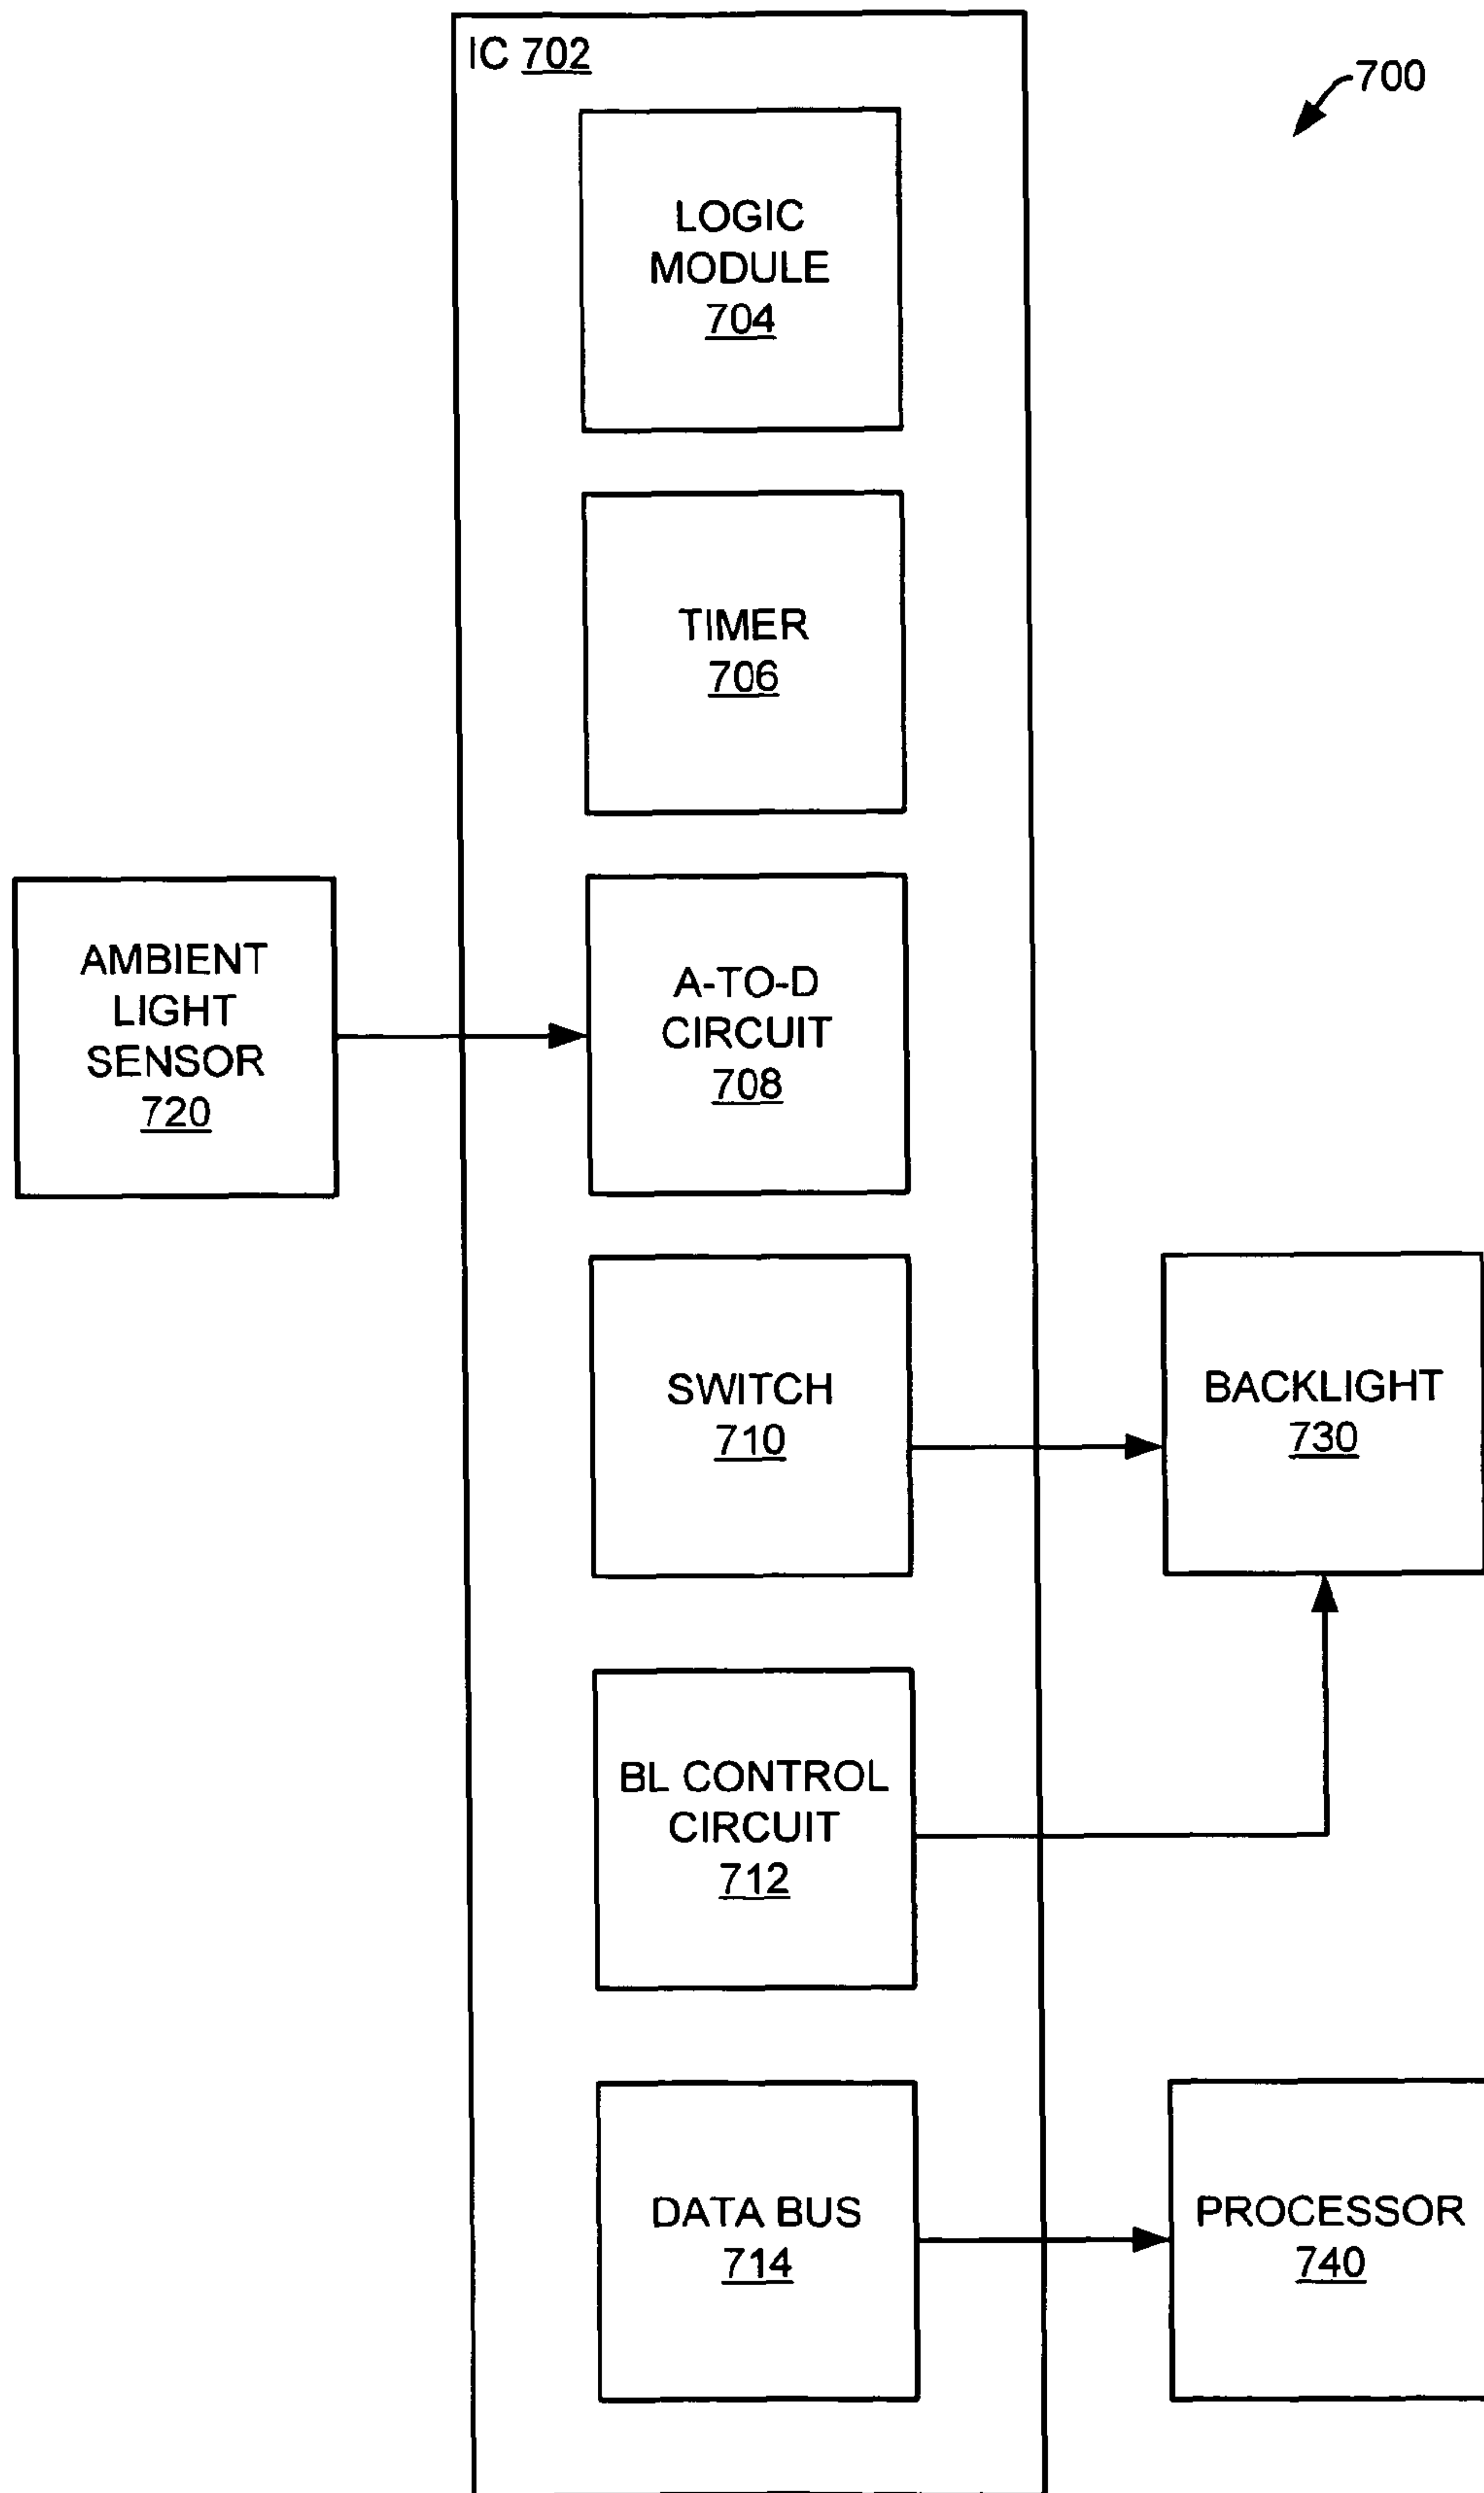 IC 702
700
LOGIC
MODULE
704
TIMER
706
AMBIENT
LIGHT
SENSOR
720
A-TO-D
CIRCUIT
708
SWITCH
710
BACKLIGHT
730
BL CONTROL
CIRCUIT
712
DATA BUS
714
PROCESSOR
740